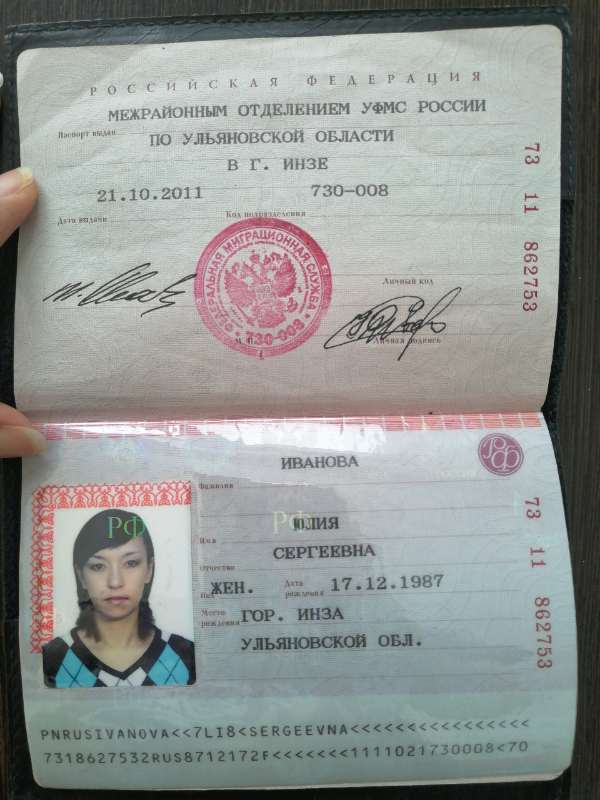 РОССИЙСКАЯ ФЕДЕРАЦИЯ
МЕЖРАЙОННЫМ ОТДЕЛЕНИЕМ УФМС РОССИИ
Паспорт выдан
ПО УЛЬЯНОВСКОЙ ОБЛАСТИ
В Г. ИНЗЕ
21.10.2011 730-008
Дата выдачи Код подразделения
73 11 862753
ФЕДЕРАЛЬНАЯ МИГРАЦИОННАЯ СЛУЖБА
730-008
Личный код
М.П.
Личная подпись
ИВАНОВА
Фамилия
РОССИЯ РФ
РФ
РФ
ЮЛИЯ
Имя
СЕРГЕЕВНА
Отчество
Пол ЖЕН. Дата рождения 17.12.1987
Место рождения ГОР. ИНЗА
УЛЬЯНОВСКОЙ ОБЛ.
73 11 862753
РФ
РФ
PNRUSIVANOVA<<7LI8<SERGEEVNA<<<<<<<<<<<<<<<<
7318627532RUS8712172F<<<<<<<1111021730008<70